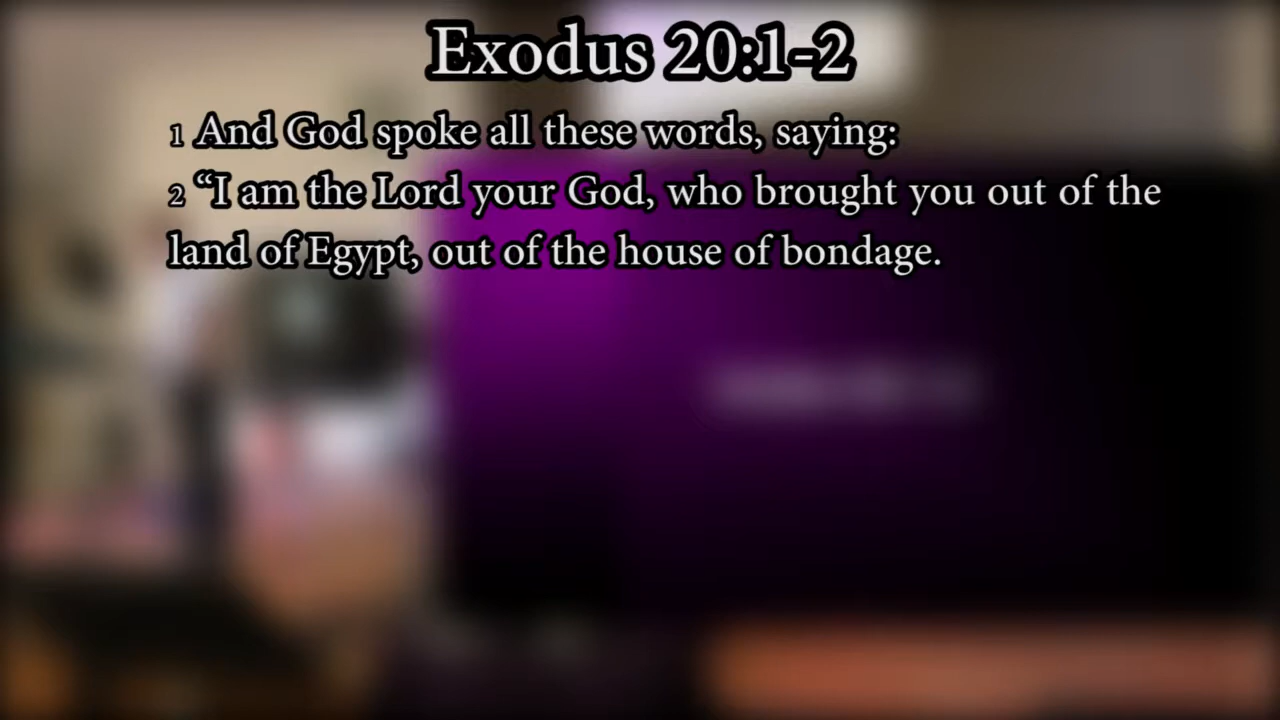 Exodus 20:1-2
1 And God spoke all these words, saying:
2 “I am the Lord your God, who brought you out of the
land of Egypt, out of the house of bondage.